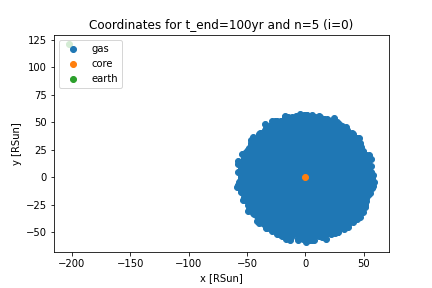 Coordinates for t_end=100yr and n=5 (i=0)
125
100
75
50
25
0
−25
−50
y [RSun]
gas
core
earth
−200
−150
−100
−50
0
50
x [RSun]